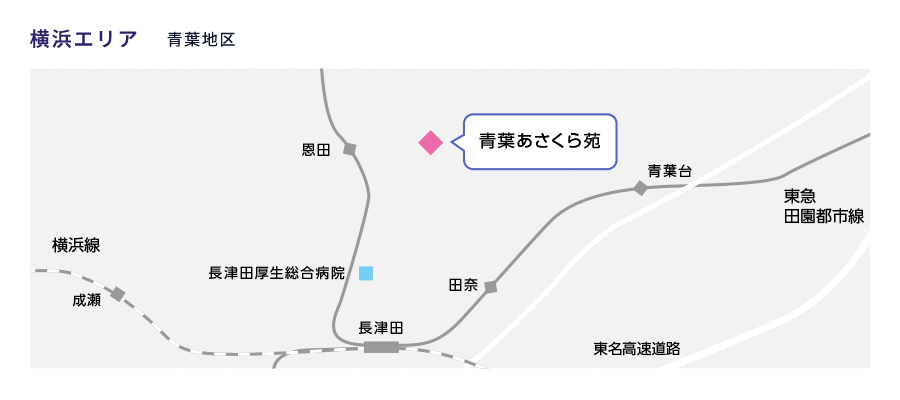 横浜エリア 青葉地区
恩田
青葉あさくら苑
青葉台
東急
田園都市線
横浜線
長津田厚生総合病院
田奈
成瀬
長津田
東名高速道路